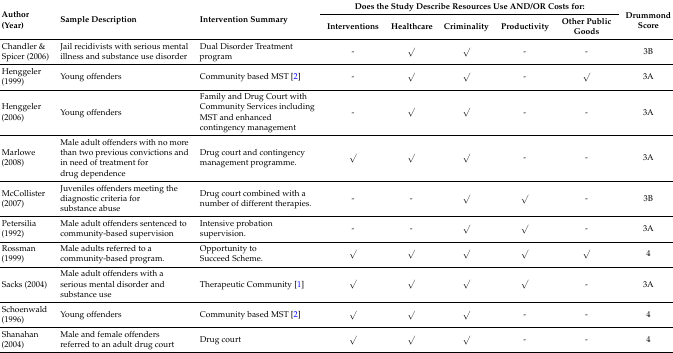 Does the Study Describe Resources Use AND/OR Costs for:
Author (Year) Sample Description Intervention Summary Interventions Healthcare Criminality Productivity Other Public Goods Drummond Score
Chandler & Spicer (2006) Jail recidivists with serious mental illness and substance use disorder Dual Disorder Treatment program - √ √ - - 3B
Henggeler (1999) Young offenders Community based MST [2] - √ √ - √ 3A
Henggeler (2006) Young offenders Family and Drug Court with Community Services including MST and enhanced contingency management - √ √ - - 3A
Marlowe (2008) Male adult offenders with no more than two previous convictions and in need of treatment for drug dependence Drug court and contingency management programme. √ √ √ - - 3A
McCollister (2007) Juveniles offenders meeting the diagnostic criteria for substance abuse Drug court combined with a number of different therapies. - - √ √ - 3B
Petersilia (1992) Male adult offenders sentenced to community-based supervision Intensive probation supervision. - - √ √ - 3A
Rossman (1999) Male adults referred to a community-based program. Opportunity to Succeed Scheme. √ √ √ √ √ 4
Sacks (2004) Male adult offenders with a serious mental disorder and substance use Therapeutic Community [1] √ √ √ √ - 3A
Schoenwald (1996) Young offenders Community based MST [2] √ √ √ - - 4
Shanahan (2004) Male and female offenders referred to an adult drug court Drug court √ √ √ - - 4